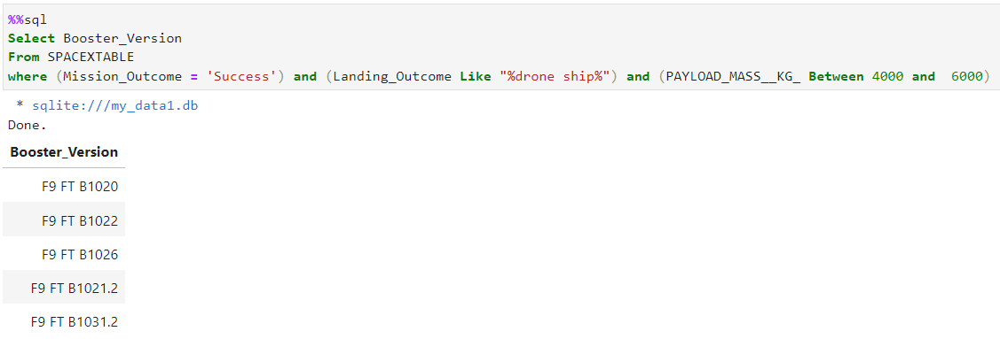 %%sql
Select Booster_Version
From SPACEXTABLE
where (Mission_Outcome = 'Success') and (Landing_Outcome Like "%drone ship%") and (PAYLOAD_MASS__KG_ Between 4000 and  6000)
* sqlite:///my_data1.db
Done.
Booster_Version
F9 FT B1020
F9 FT B1022
F9 FT B1026
F9 FT B1021.2
F9 FT B1031.2